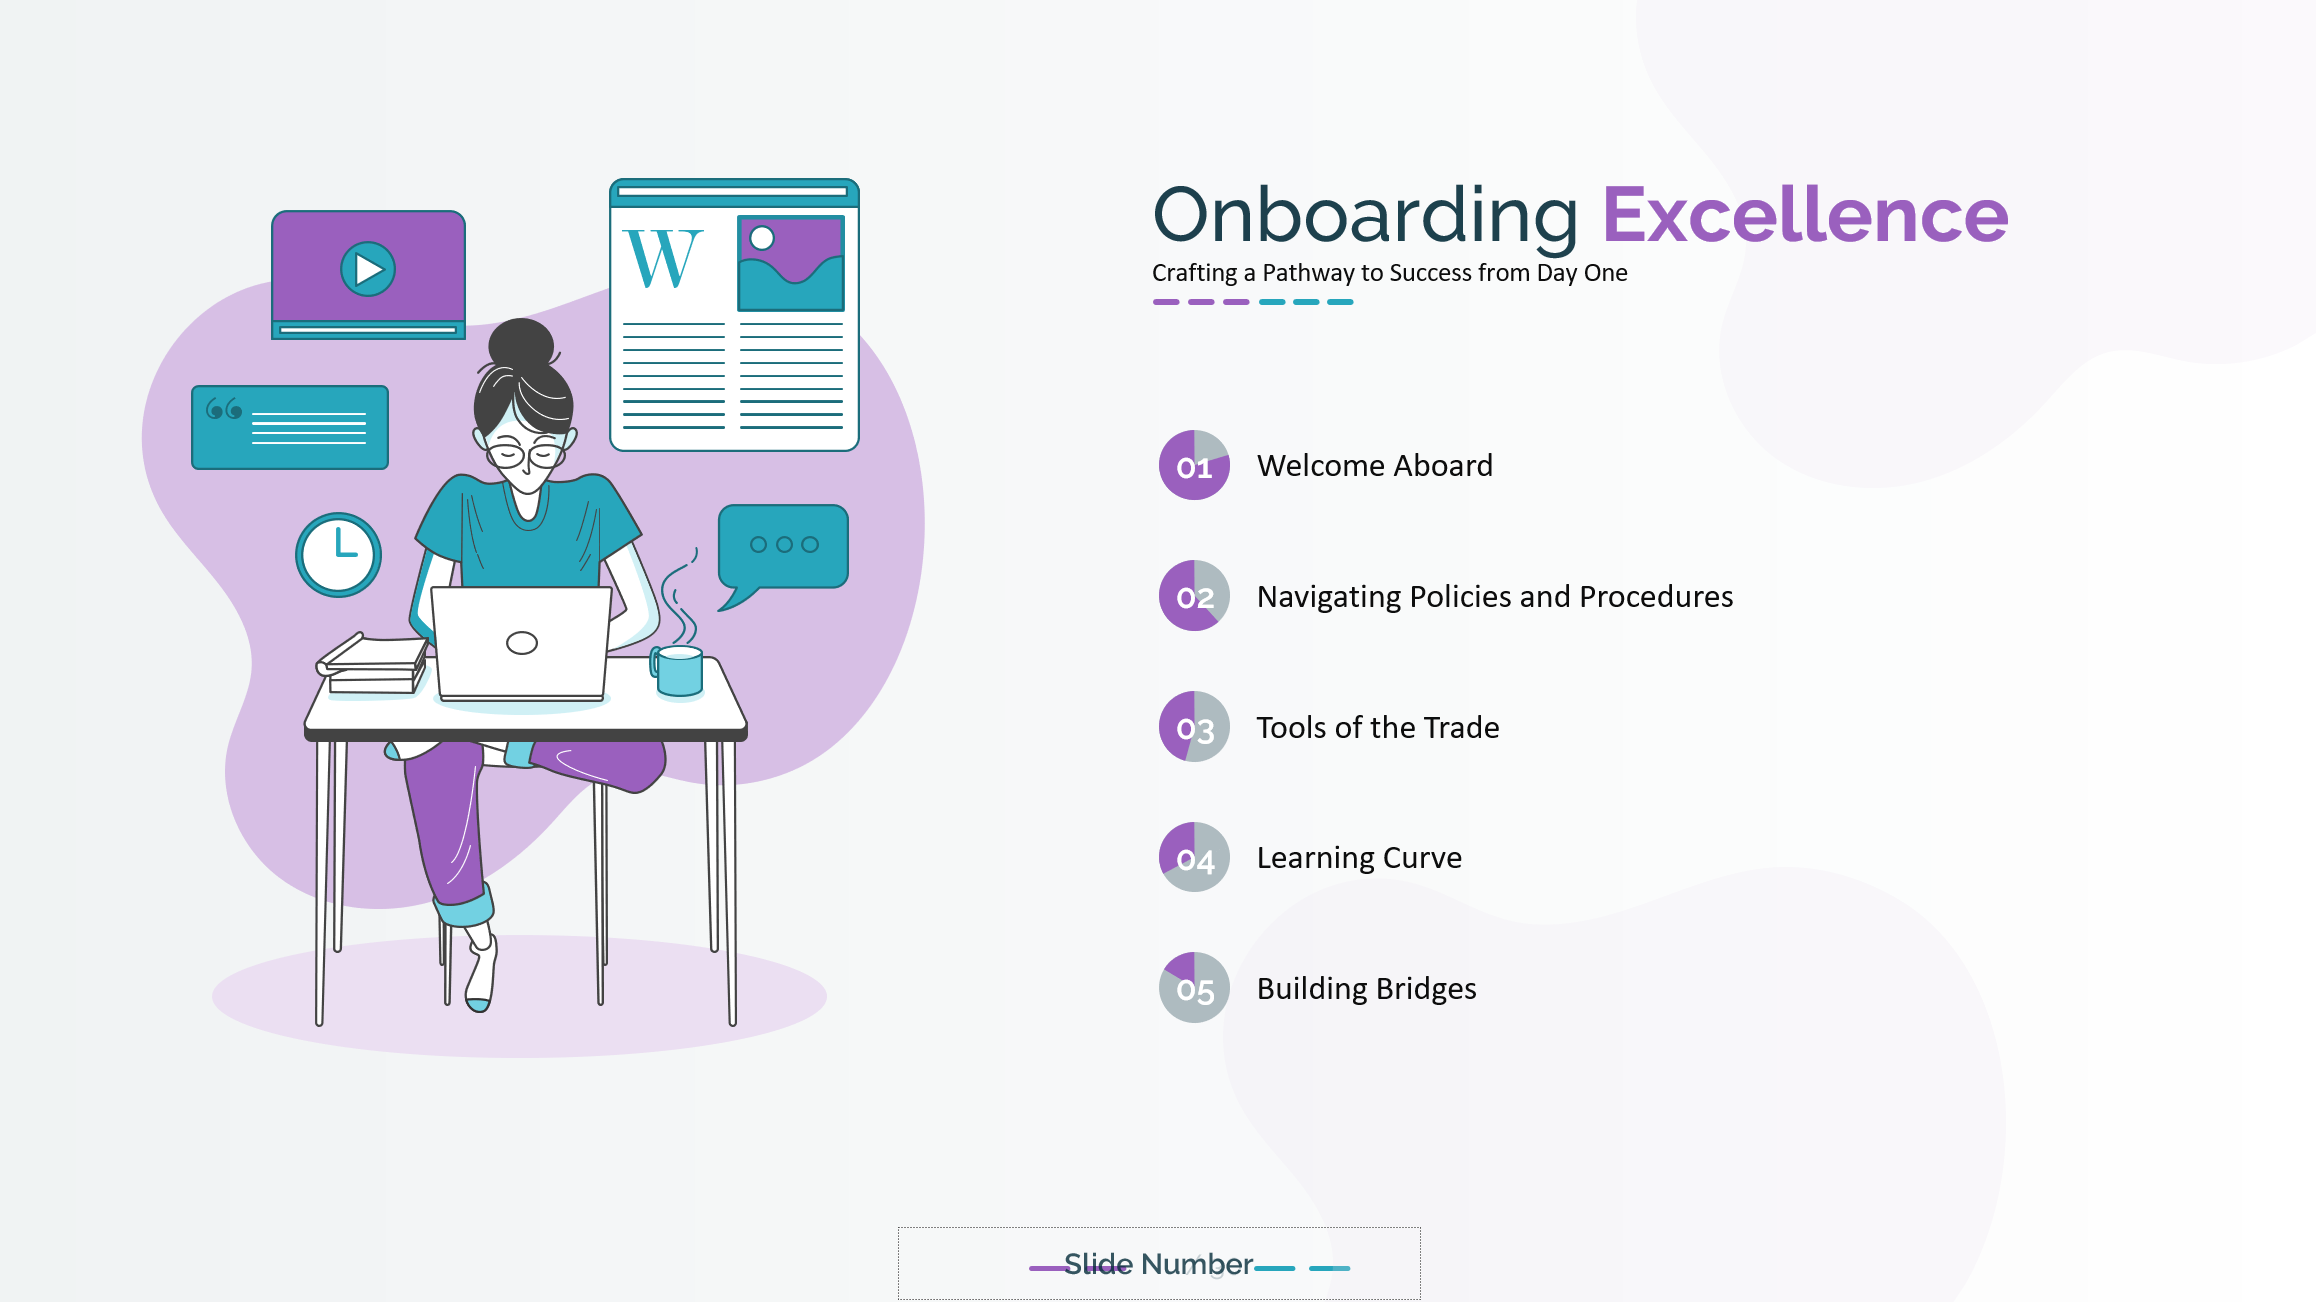 Onboarding Excellence
Crafting a Pathway to Success from Day One
W
“
01 Welcome Aboard
02 Navigating Policies and Procedures
03 Tools of the Trade
04 Learning Curve
05 Building Bridges
Slide Number